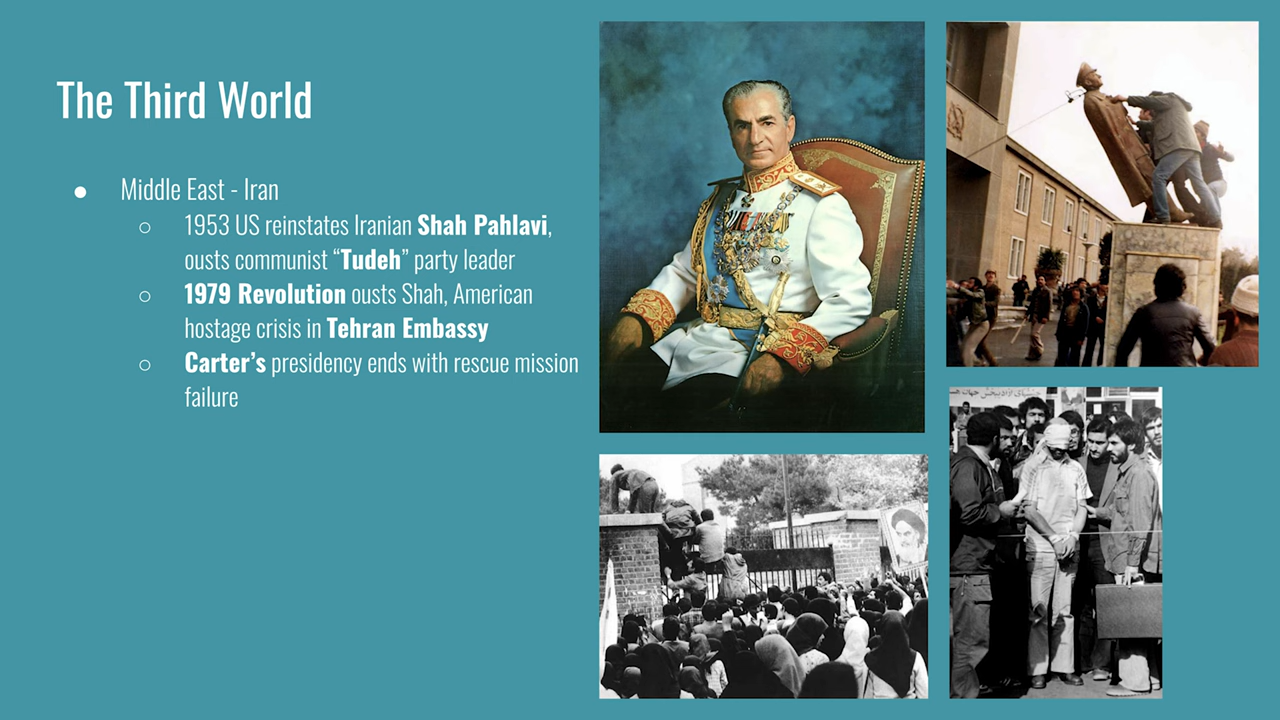 The Third World
● Middle East - Iran
○ 1953 US reinstates Iranian Shah Pahlavi,
ousts communist “Tudeh” party leader
○ 1979 Revolution ousts Shah, American
hostage crisis in Tehran Embassy
○ Carter’s presidency ends with rescue mission
failure